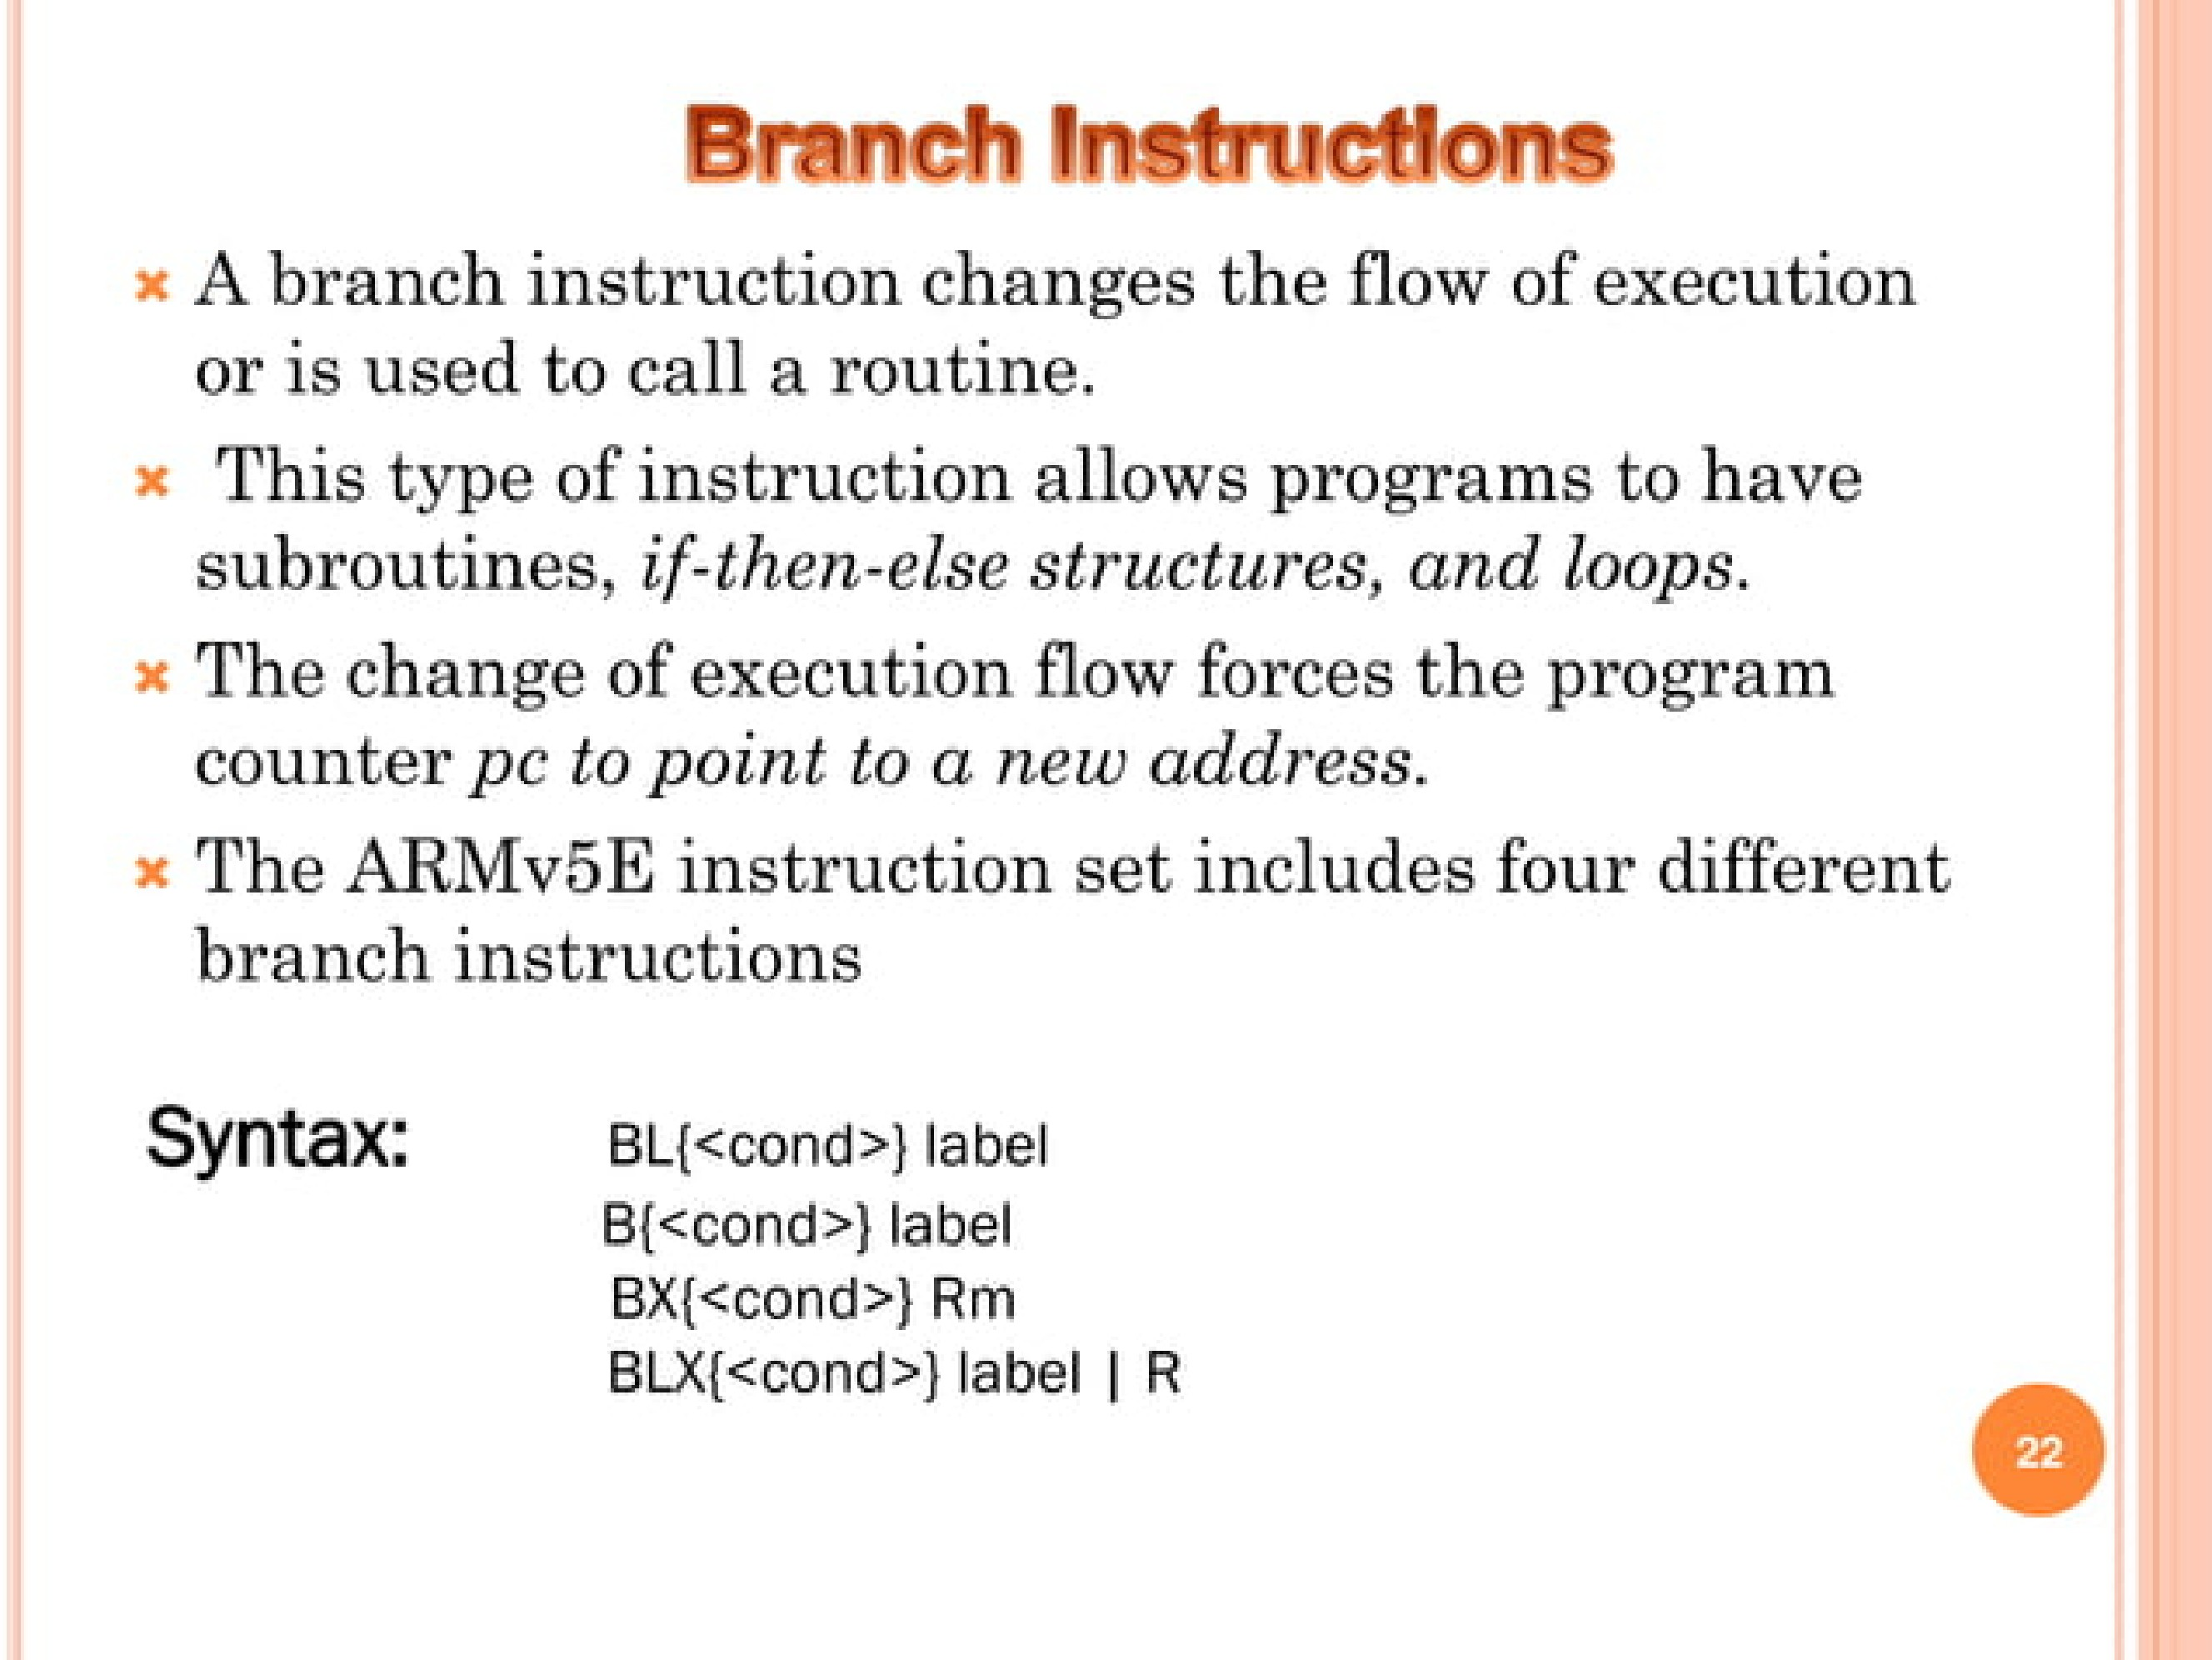 Branch Instructions
A branch instruction changes the flow of execution
or is used to call a routine.
This type of instruction allows programs to have
subroutines, if-then-else structures, and loops.
The change of execution flow forces the program
counter pc to point to a new address.
The ARMv5E instruction set includes four different
branch instructions
Syntax: BL{<cond>} label
B{<cond>} label
BX{<cond>} Rm
BLX{<cond>} label | R
22